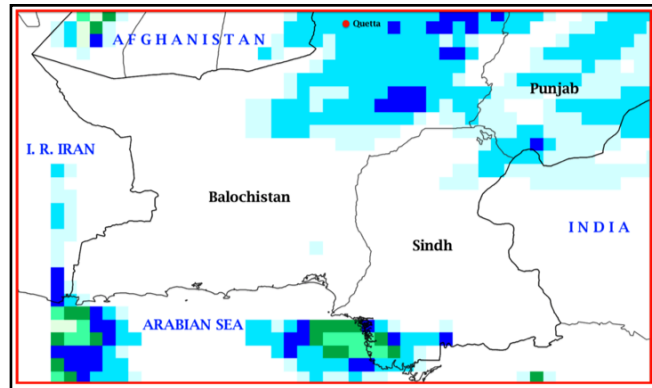 Quetta
AFGHANISTAN
Punjab
I. R. IRAN
Balochistan
Sindh
INDIA
ARABIAN SEA